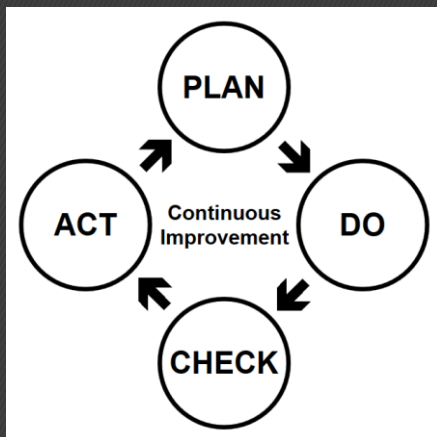 PLAN
DO
CHECK
ACT
Continuous
Improvement